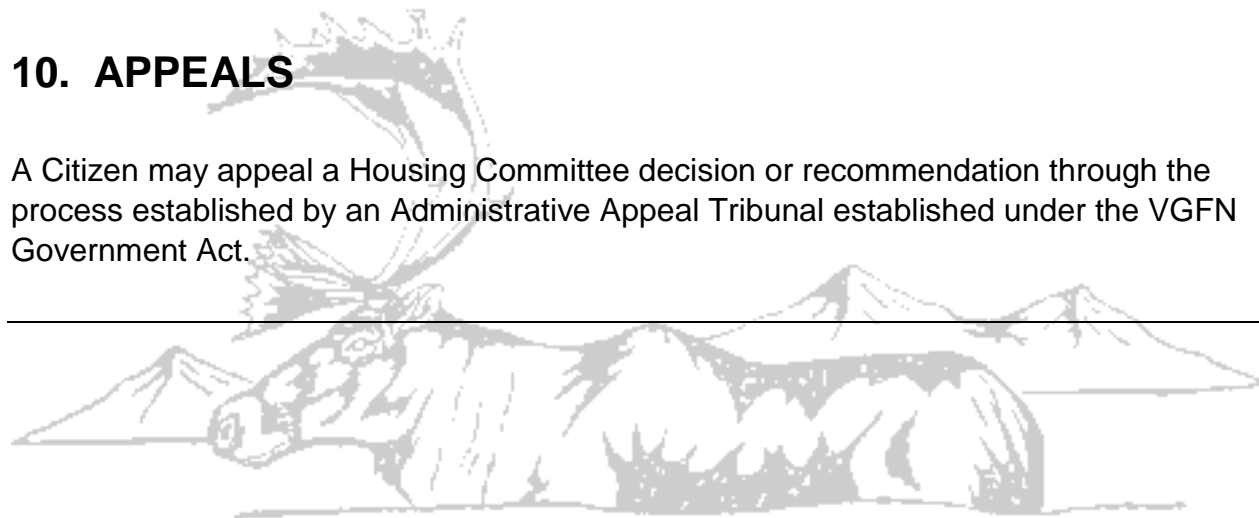 10. APPEALS
A Citizen may appeal a Housing Committee decision or recommendation through the
process established by an Administrative Appeal Tribunal established under the VGFN
Government Act.